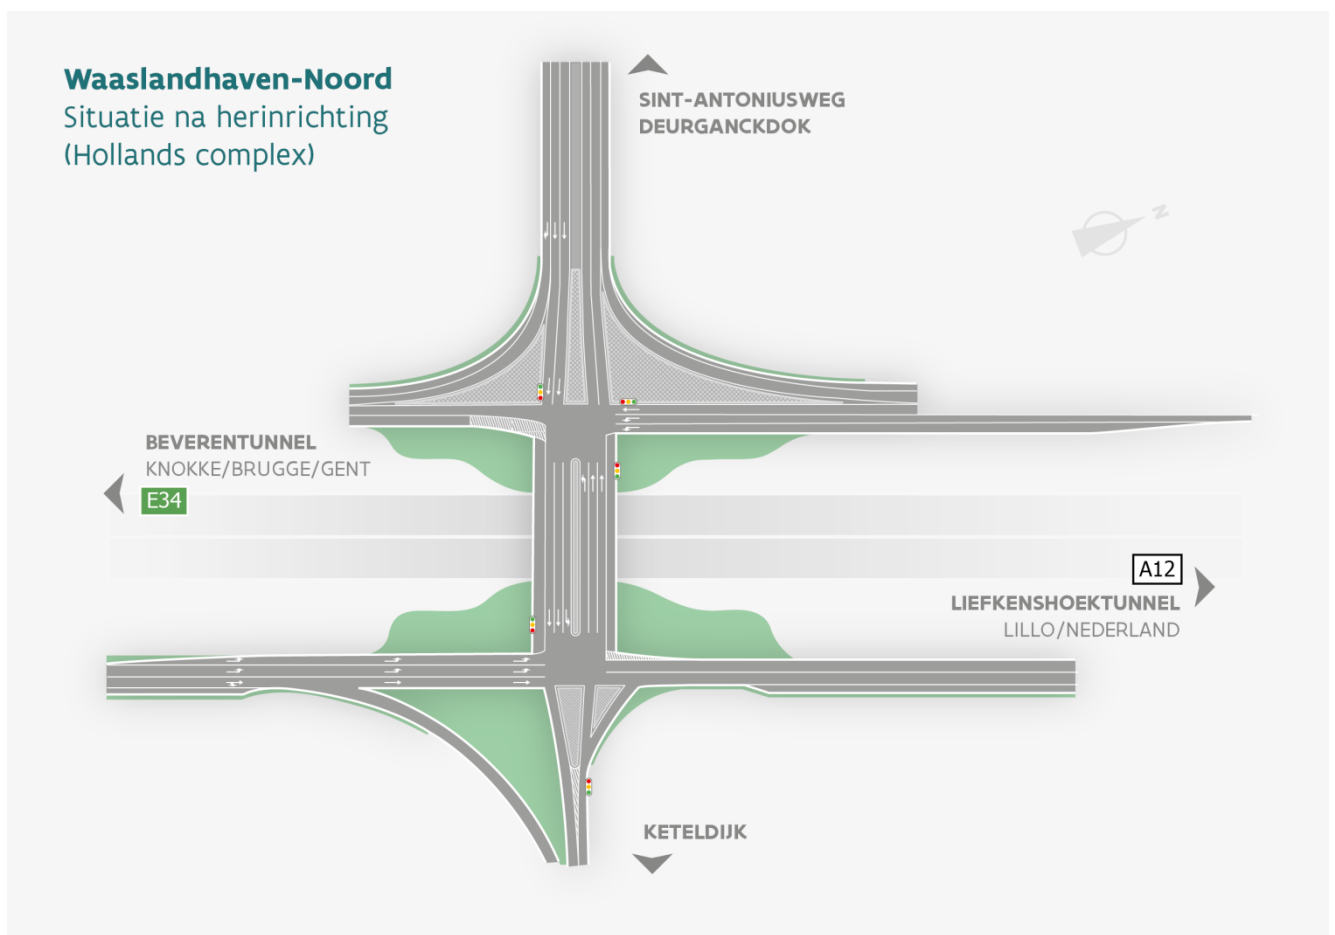 Waaslandhaven-Noord
Situatie na herinrichting
(Hollands complex)
SINT-ANTONIUSWEG
DEURGANCKDOK
N
BEVERENTUNNEL
KNOKKE/BRUGGE/GENT
E34
A12
LIEFKENSHOEKTUNNEL
LILLO/NEDERLAND
KETELDIJK